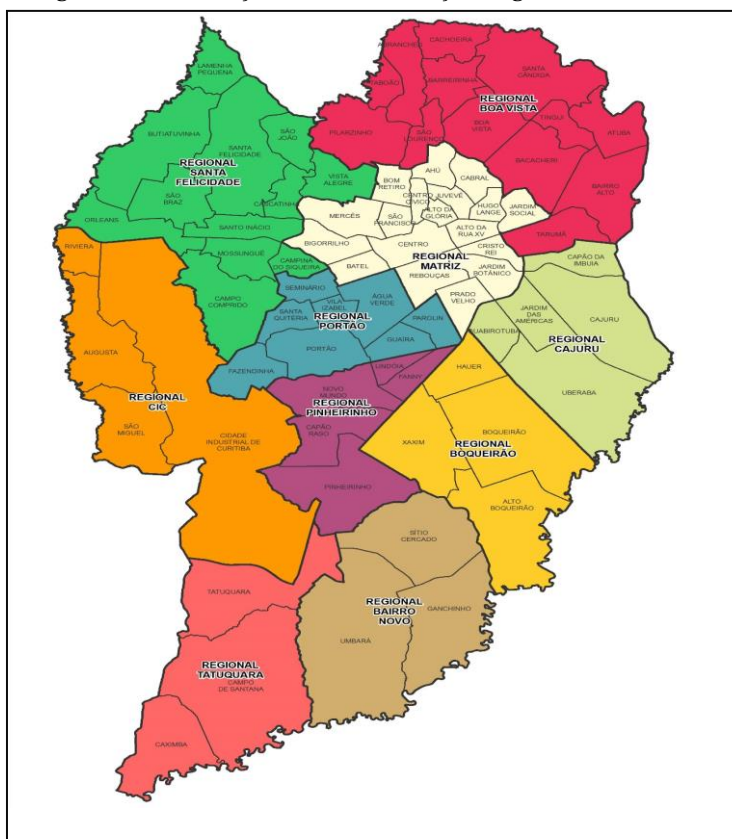 LAMENHA
PEQUENA
BUTIATUVINHA
SANTA
FELICIDADE
SÃO
JOÃO
REGIONAL
SANTA
FELICIDADE
VISTA
ALEGRE
SÃO
BRAZ
CASCATINHA
ORLEANS
SANTO INÁCIO
MOSSUNGUÊ
CAMPINA
DO SIQUEIRA
CAMPO
COMPRIDO
ABRANCHES
CACHOEIRA
TABOÃO
BARREIRINHA
SANTA
CÂNDIDA
REGIONAL
BOA VISTA
PILARZINHO
SÃO
LOURENÇO
BOA
VISTA
TINGUI
ATUBA
BACACHERI
BAIRRO
ALTO
TARUMÃ
BOM
RETIRO
AHÚ
CABRAL
CENTRO
CÍVICO
JUVEVÊ
ALTO DA
GLÓRIA
HUGO
LANGE
JARDIM
SOCIAL
MERCÊS
SÃO
FRANCISCO
ALTO DA
RUA XV
BIGORRILHO
CENTRO
CRISTO
REI
REGIONAL
MATRIZ
BATEL
REBOUÇAS
JARDIM
BOTÂNICO
PRADO
VELHO
CAPÃO DA
IMBUIA
JARDIM
DAS
AMÉRICAS
CAJURU
GUABIROTUBA
REGIONAL
CAJURU
UBERABA
SEMINÁRIO
ÁGUA
VERDE
VILA
IZABEL
SANTA
QUITÉRIA
REGIONAL
PORTÃO
PAROLIN
PORTÃO
GUAÍRA
FAZENDINHA
RIVIERA
AUGUSTA
REGIONAL
CIC
SÃO
MIGUEL
CIDADE
INDUSTRIAL DE
CURITIBA
LINDÓIA
FANNY
NOVO
MUNDO
REGIONAL
PINHEIRINHO
CAPÃO
RASO
PINHEIRINHO
HAUER
XAXIM
BOQUEIRÃO
REGIONAL
BOQUEIRÃO
ALTO
BOQUEIRÃO
SÍTIO
CERCADO
REGIONAL
BAIRRO
NOVO
GANCHINHO
UMBARÁ
TATUQUARA
REGIONAL
TATUQUARA
CAMPO
DE SANTANA
CAXIMBA